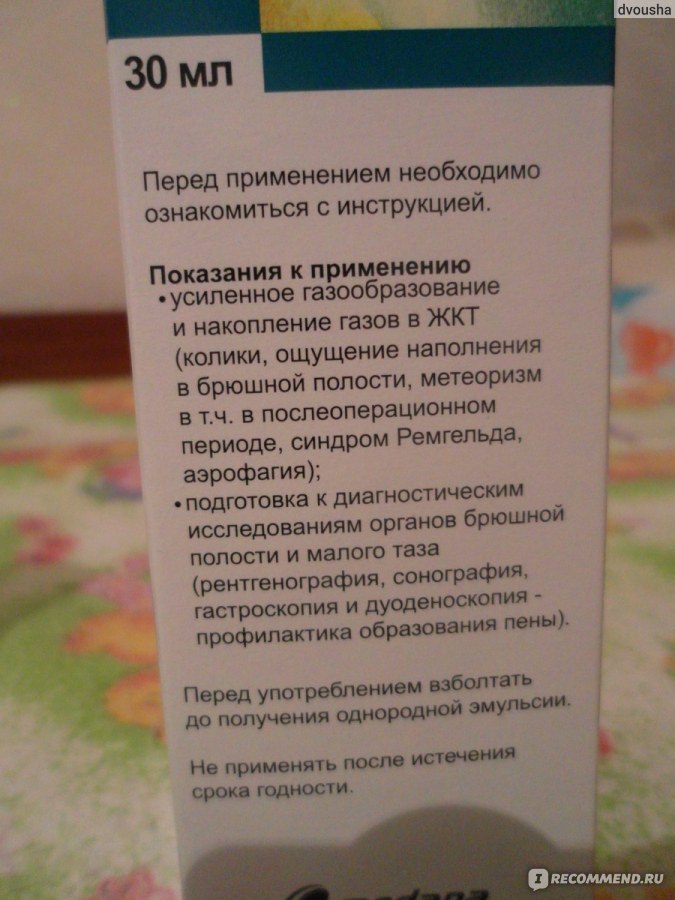 dvousha
30 мл
Перед применением необходимо
ознакомиться с инструкцией.
Показания к применению
•усиленное газообразование
и накопление газов в ЖКТ
(колики, ощущение наполнения
в брюшной полости, метеоризм
в т.ч. в послеоперационном
периоде, синдром Ремгельда,
аэрофагия);
•подготовка к диагностическим
исследованиям органов брюшной
полости и малого таза
(рентгенография, сонография,
гастроскопия и дуоденоскопия -
профилактика образования пены).
Перед употреблением взболтать
до получения однородной эмульсии.
Не применять после истечения
срока годности.
IRECOMMEND.RU